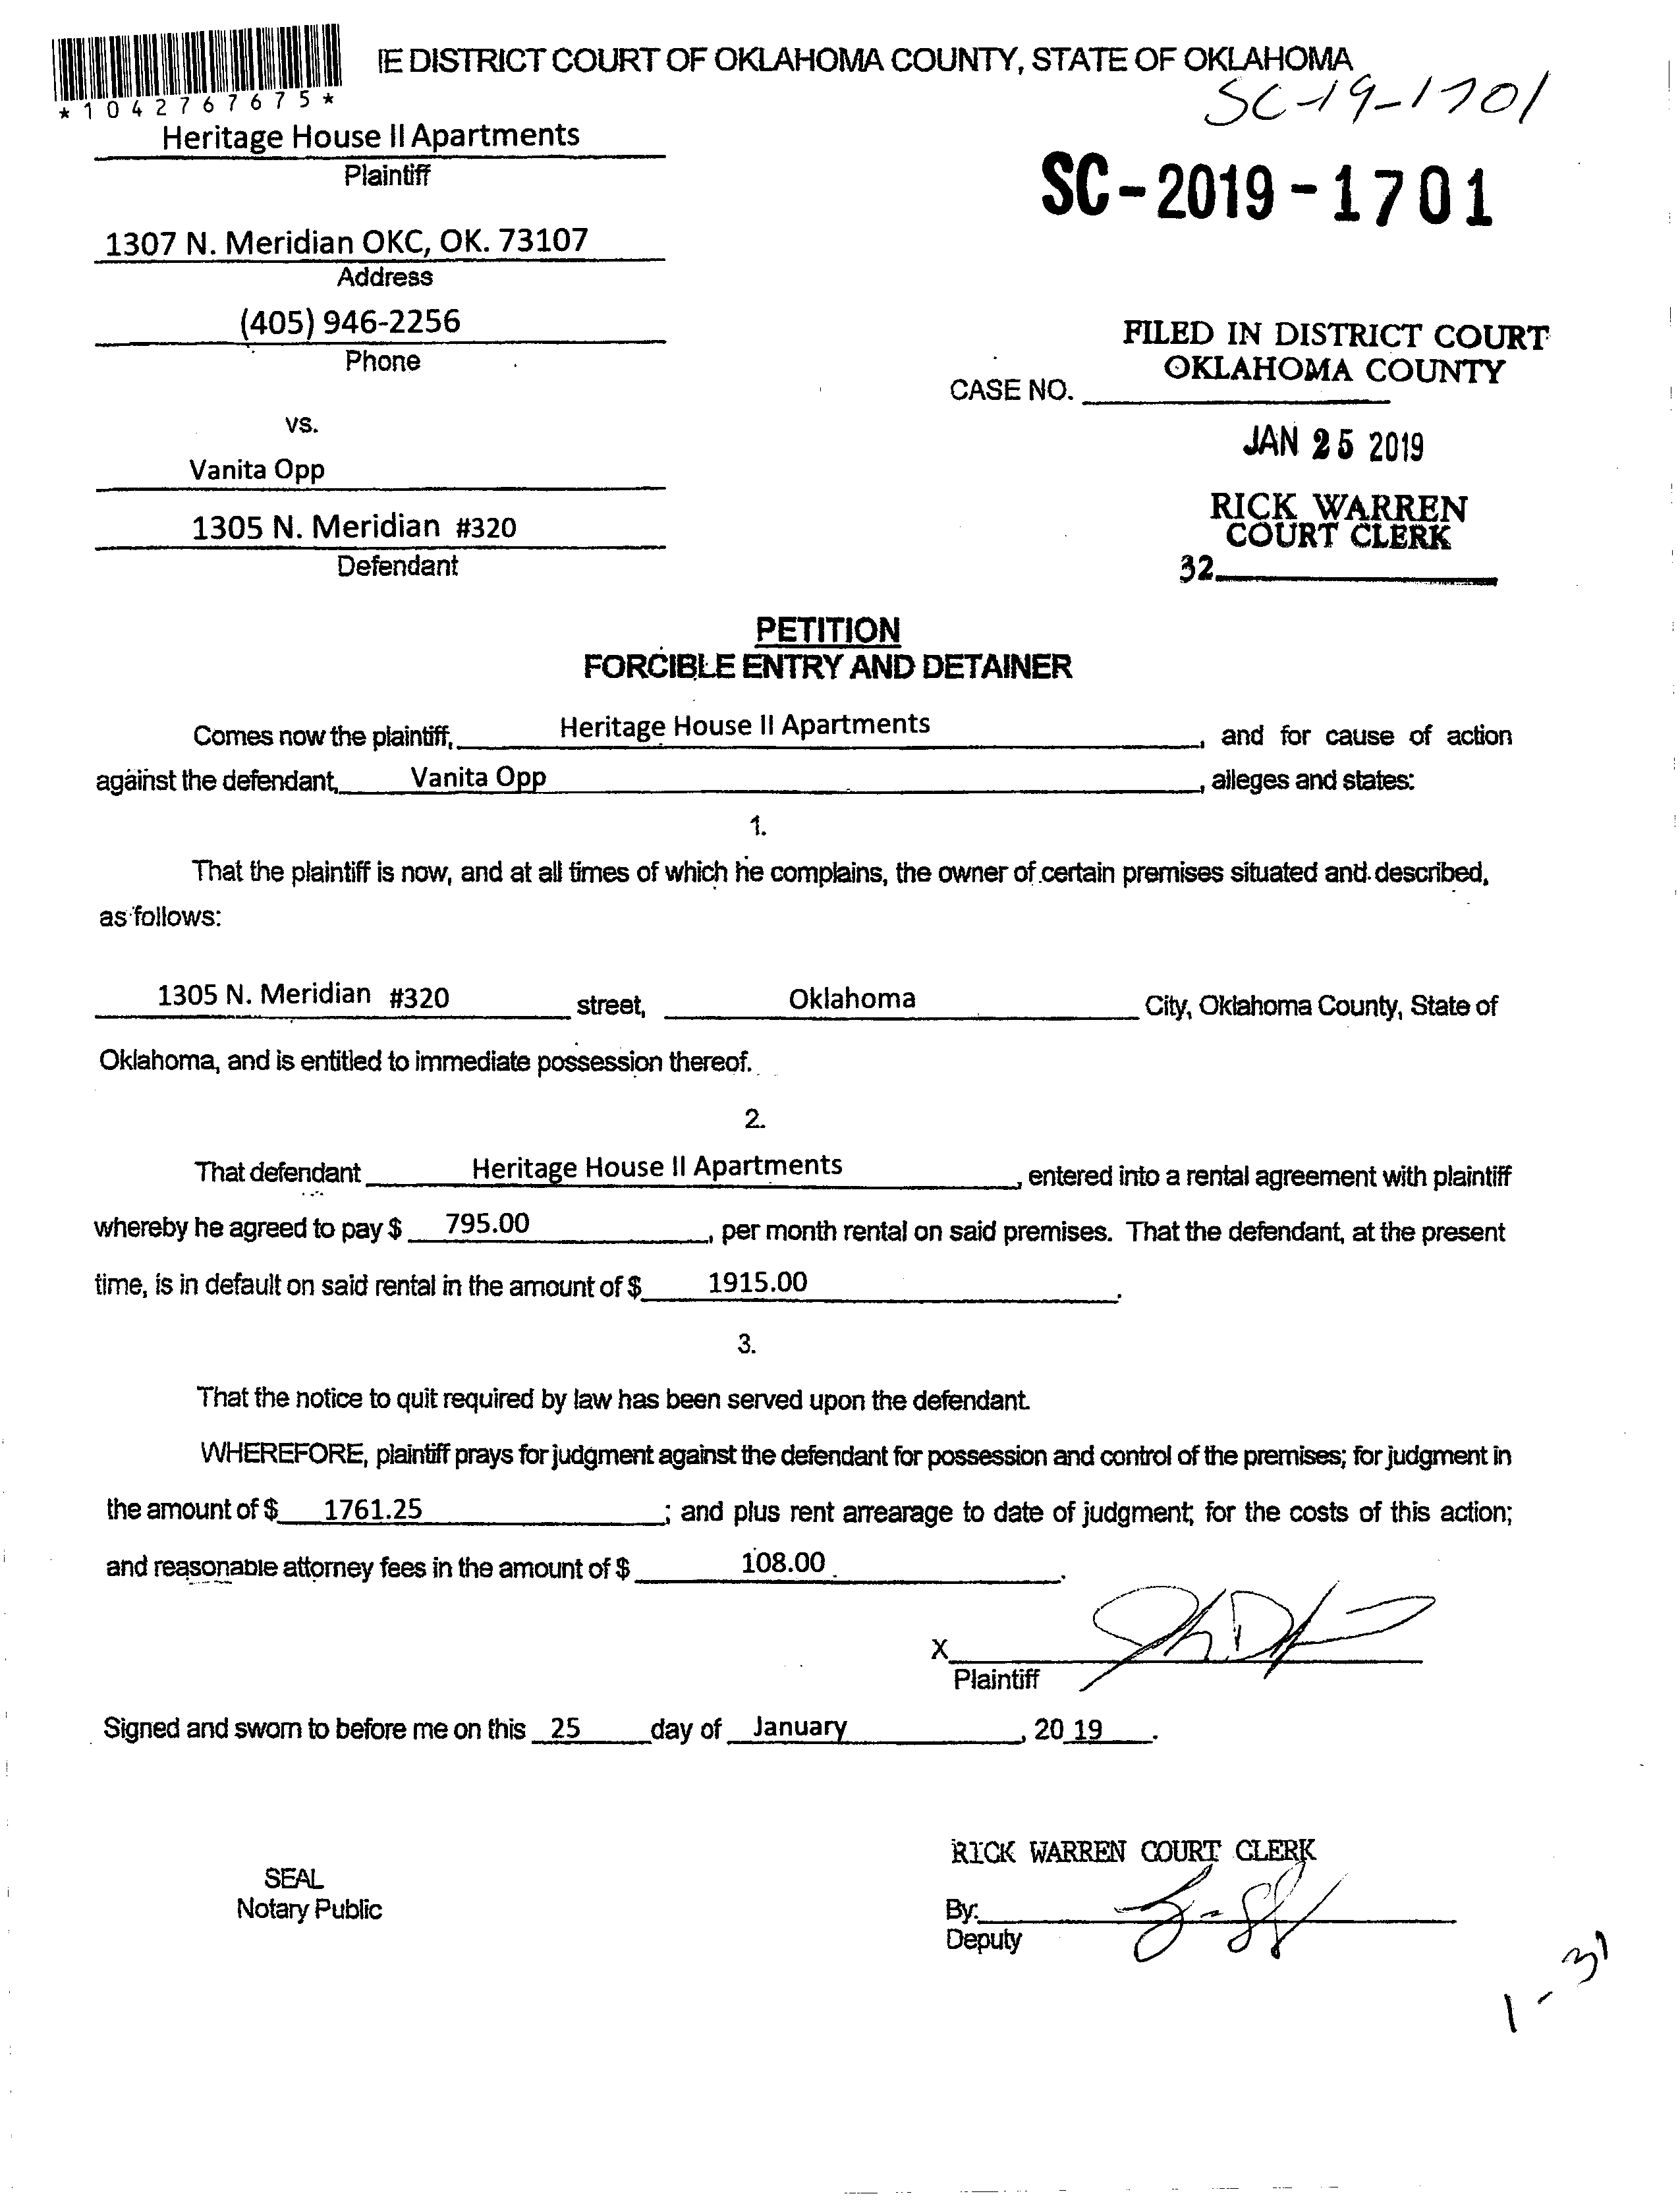 IE DISTRICT COURT OF OKLAHOMA COUNTY, STATE OF OKLAHOMA
*1042767675*
SC-19-1701
Heritage House II Apartments
Plaintiff
SC-2019-1701
1307 N. Meridian OKC, OK. 73107
Address
(405) 946-2256
Phone
FILED IN DISTRICT COURT
OKLAHOMA COUNTY
CASE NO.
vs.
JAN 25 2019
Vanita Opp
RICK WARREN
COURT CLERK
1305 N. Meridian #320
Defendant
32
PETITION
FORCIBLE ENTRY AND DETAINER
Comes now the plaintiff, Heritage House II Apartments, and for cause of action
against the defendant, Vanita Opp, alleges and states:
1.
That the plaintiff is now, and at all times of which he complains, the owner of certain premises situated and described,
as follows:
1305 N. Meridian #320 street, Oklahoma City, Oklahoma County, State of
Oklahoma, and is entitled to immediate possession thereof.
2.
That defendant Heritage House II Apartments, entered into a rental agreement with plaintiff
whereby he agreed to pay $ 795.00, per month rental on said premises. That the defendant, at the present
time, is in default on said rental in the amount of $ 1915.00.
3.
That the notice to quit required by law has been served upon the defendant.
WHEREFORE, plaintiff prays for judgment against the defendant for possession and control of the premises; for judgment in
the amount of $ 1761.25; and plus rent arrearage to date of judgment; for the costs of this action;
and reasonable attorney fees in the amount of $ 108.00.
X
Plaintiff
Signed and sworn to before me on this 25 day of January, 20 19.
RICK WARREN COURT CLERK
SEAL
Notary Public
By:
Deputy
1-31